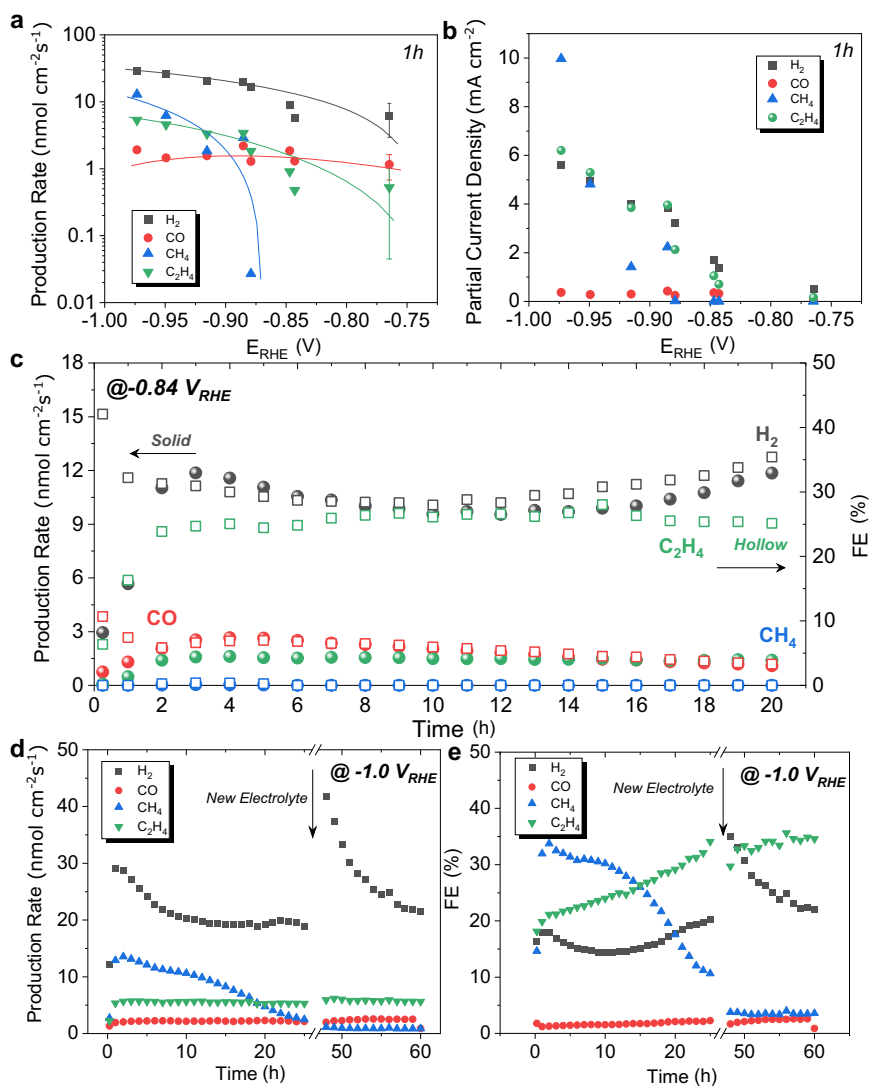 a
1h
Production Rate (nmol cm⁻²s⁻¹)
100
10
1
0.1
0.01
H₂
CO
CH₄
C₂H₄
-1.00
-0.95
-0.90
-0.85
-0.80
-0.75
E_RHE (V)
b
1h
Partial Current Density (mA cm⁻²)
10
8
6
4
2
0
H₂
CO
CH₄
C₂H₄
-1.00
-0.95
-0.90
-0.85
-0.80
-0.75
E_RHE (V)
c
@-0.84 V_RHE
Solid
Production Rate (nmol cm⁻²s⁻¹)
18
15
12
9
6
3
0
H₂
C₂H₄
Hollow
CO
CH₄
50
40
30
20
10
0
FE (%)
0 2 4 6 8 10 12 14 16 18 20
Time (h)
d
@ -1.0 V_RHE
New Electrolyte
Production Rate (nmol cm⁻²s⁻¹)
50
40
30
20
10
0
H₂
CO
CH₄
C₂H₄
0 10 20 50 60
Time (h)
e
@ -1.0 V_RHE
New Electrolyte
FE (%)
50
40
30
20
10
0
H₂
CO
CH₄
C₂H₄
0 10 20 50 60
Time (h)